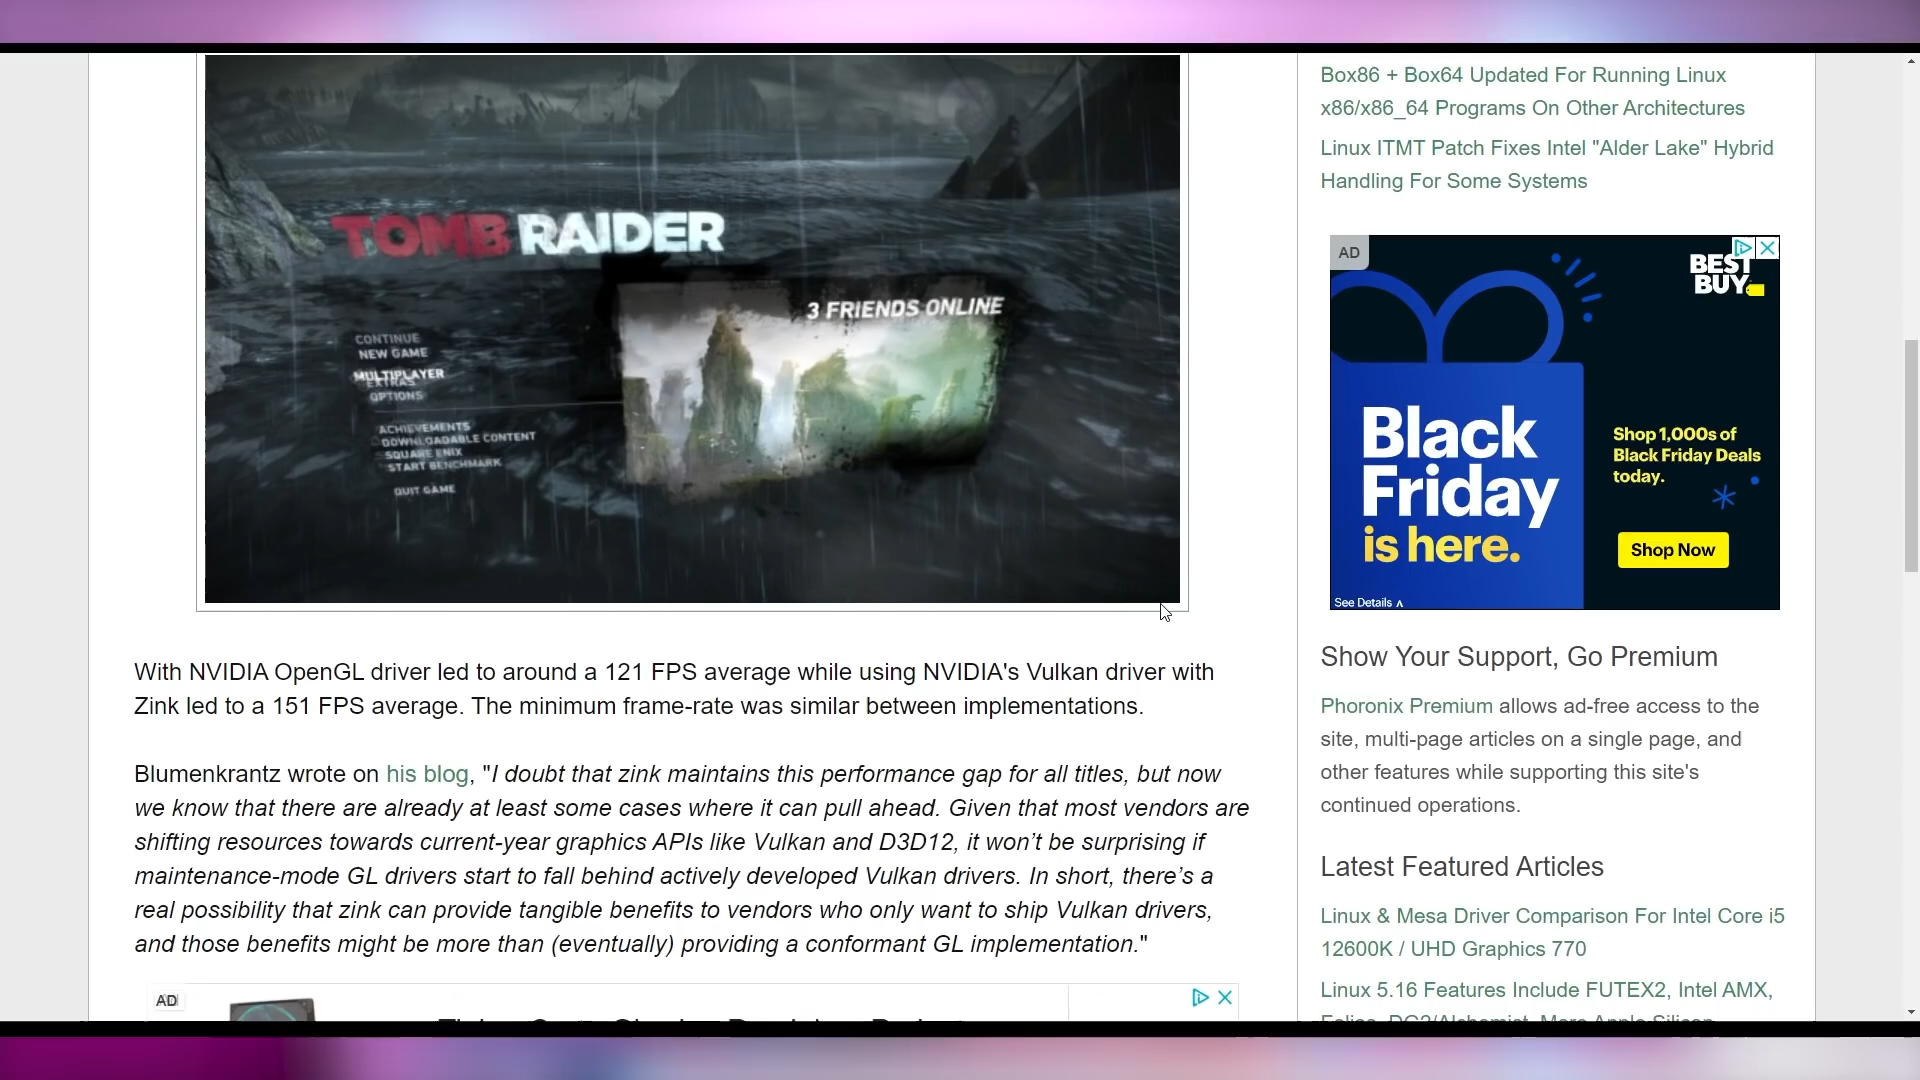 TOMB RAIDER
3 FRIENDS ONLINE
CONTINUE
NEW GAME
MULTIPLAYER
EXTRAS
OPTIONS
ACHIEVEMENTS
DOWNLOADABLE CONTENT
SQUARE ENIX
START BENCHMARK
QUIT GAME
With NVIDIA OpenGL driver led to around a 121 FPS average while using NVIDIA's Vulkan driver with
Zink led to a 151 FPS average. The minimum frame-rate was similar between implementations.
Blumenkrantz wrote on his blog, "I doubt that zink maintains this performance gap for all titles, but now
we know that there are already at least some cases where it can pull ahead. Given that most vendors are
shifting resources towards current-year graphics APIs like Vulkan and D3D12, it won’t be surprising if
maintenance-mode GL drivers start to fall behind actively developed Vulkan drivers. In short, there’s a
real possibility that zink can provide tangible benefits to vendors who only want to ship Vulkan drivers,
and those benefits might be more than (eventually) providing a conformant GL implementation."
AD
Box86 + Box64 Updated For Running Linux
x86/x86_64 Programs On Other Architectures
Linux ITMT Patch Fixes Intel "Alder Lake" Hybrid
Handling For Some Systems
AD
BEST
BUY
Black
Friday
is here.
Shop 1,000s of
Black Friday Deals
today.
Shop Now
See Details
Show Your Support, Go Premium
Phoronix Premium allows ad-free access to the
site, multi-page articles on a single page, and
other features while supporting this site's
continued operations.
Latest Featured Articles
Linux & Mesa Driver Comparison For Intel Core i5
12600K / UHD Graphics 770
Linux 5.16 Features Include FUTEX2, Intel AMX,